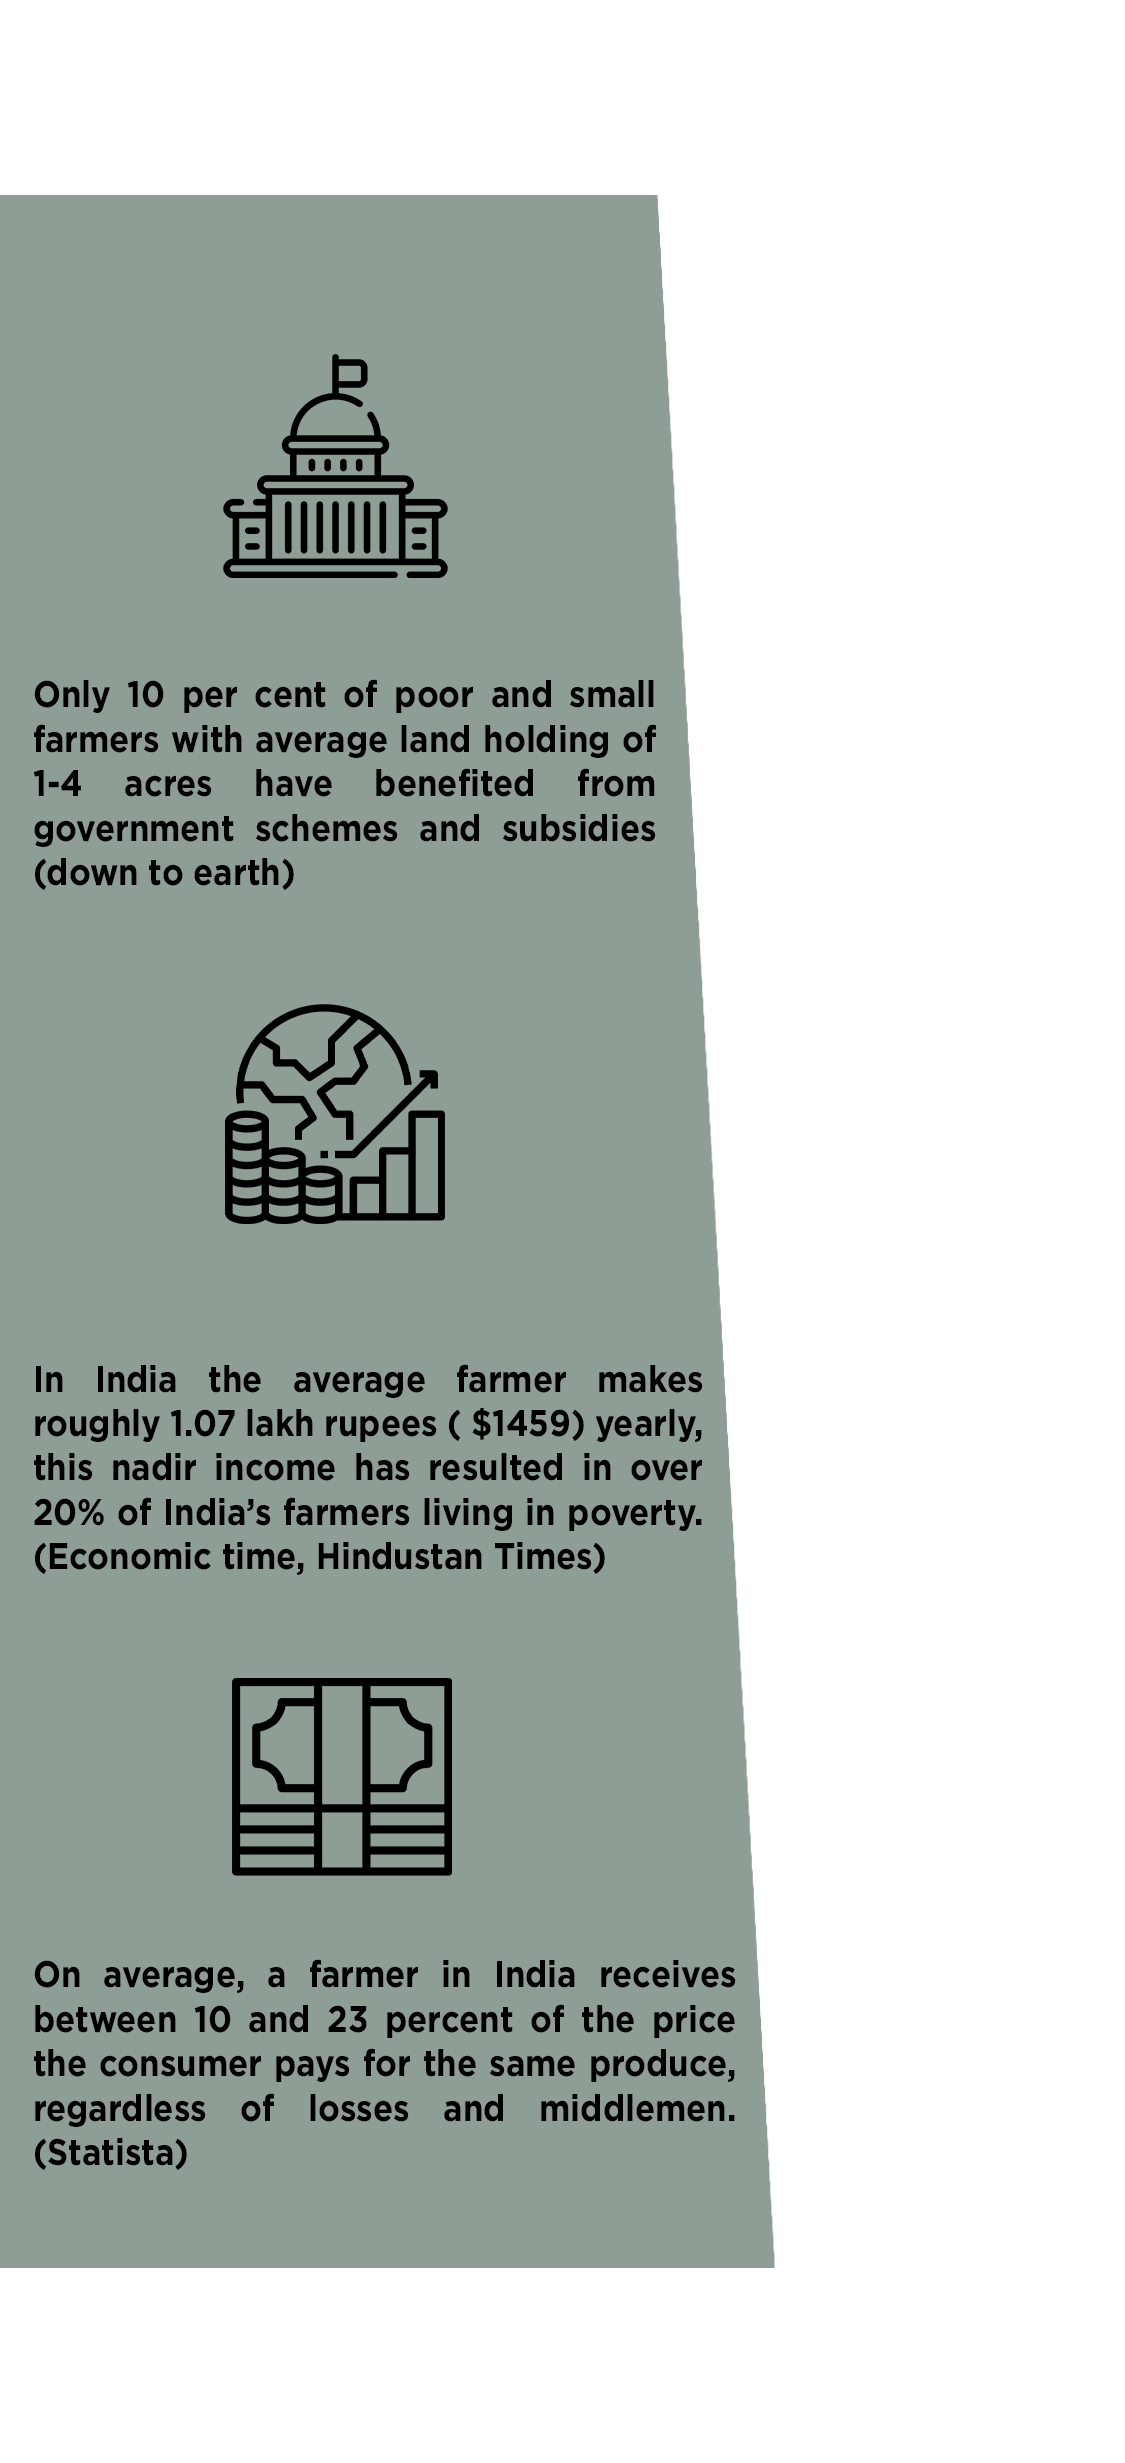 Only 10 per cent of poor and small
farmers with average land holding of
1-4 acres have benefited from
government schemes and subsidies
(down to earth)
In India the average farmer makes
roughly 1.07 lakh rupees ( $1459) yearly,
this nadir income has resulted in over
20% of India’s farmers living in poverty.
(Economic time, Hindustan Times)
On average, a farmer in India receives
between 10 and 23 percent of the price
the consumer pays for the same produce,
regardless of losses and middlemen.
(Statista)